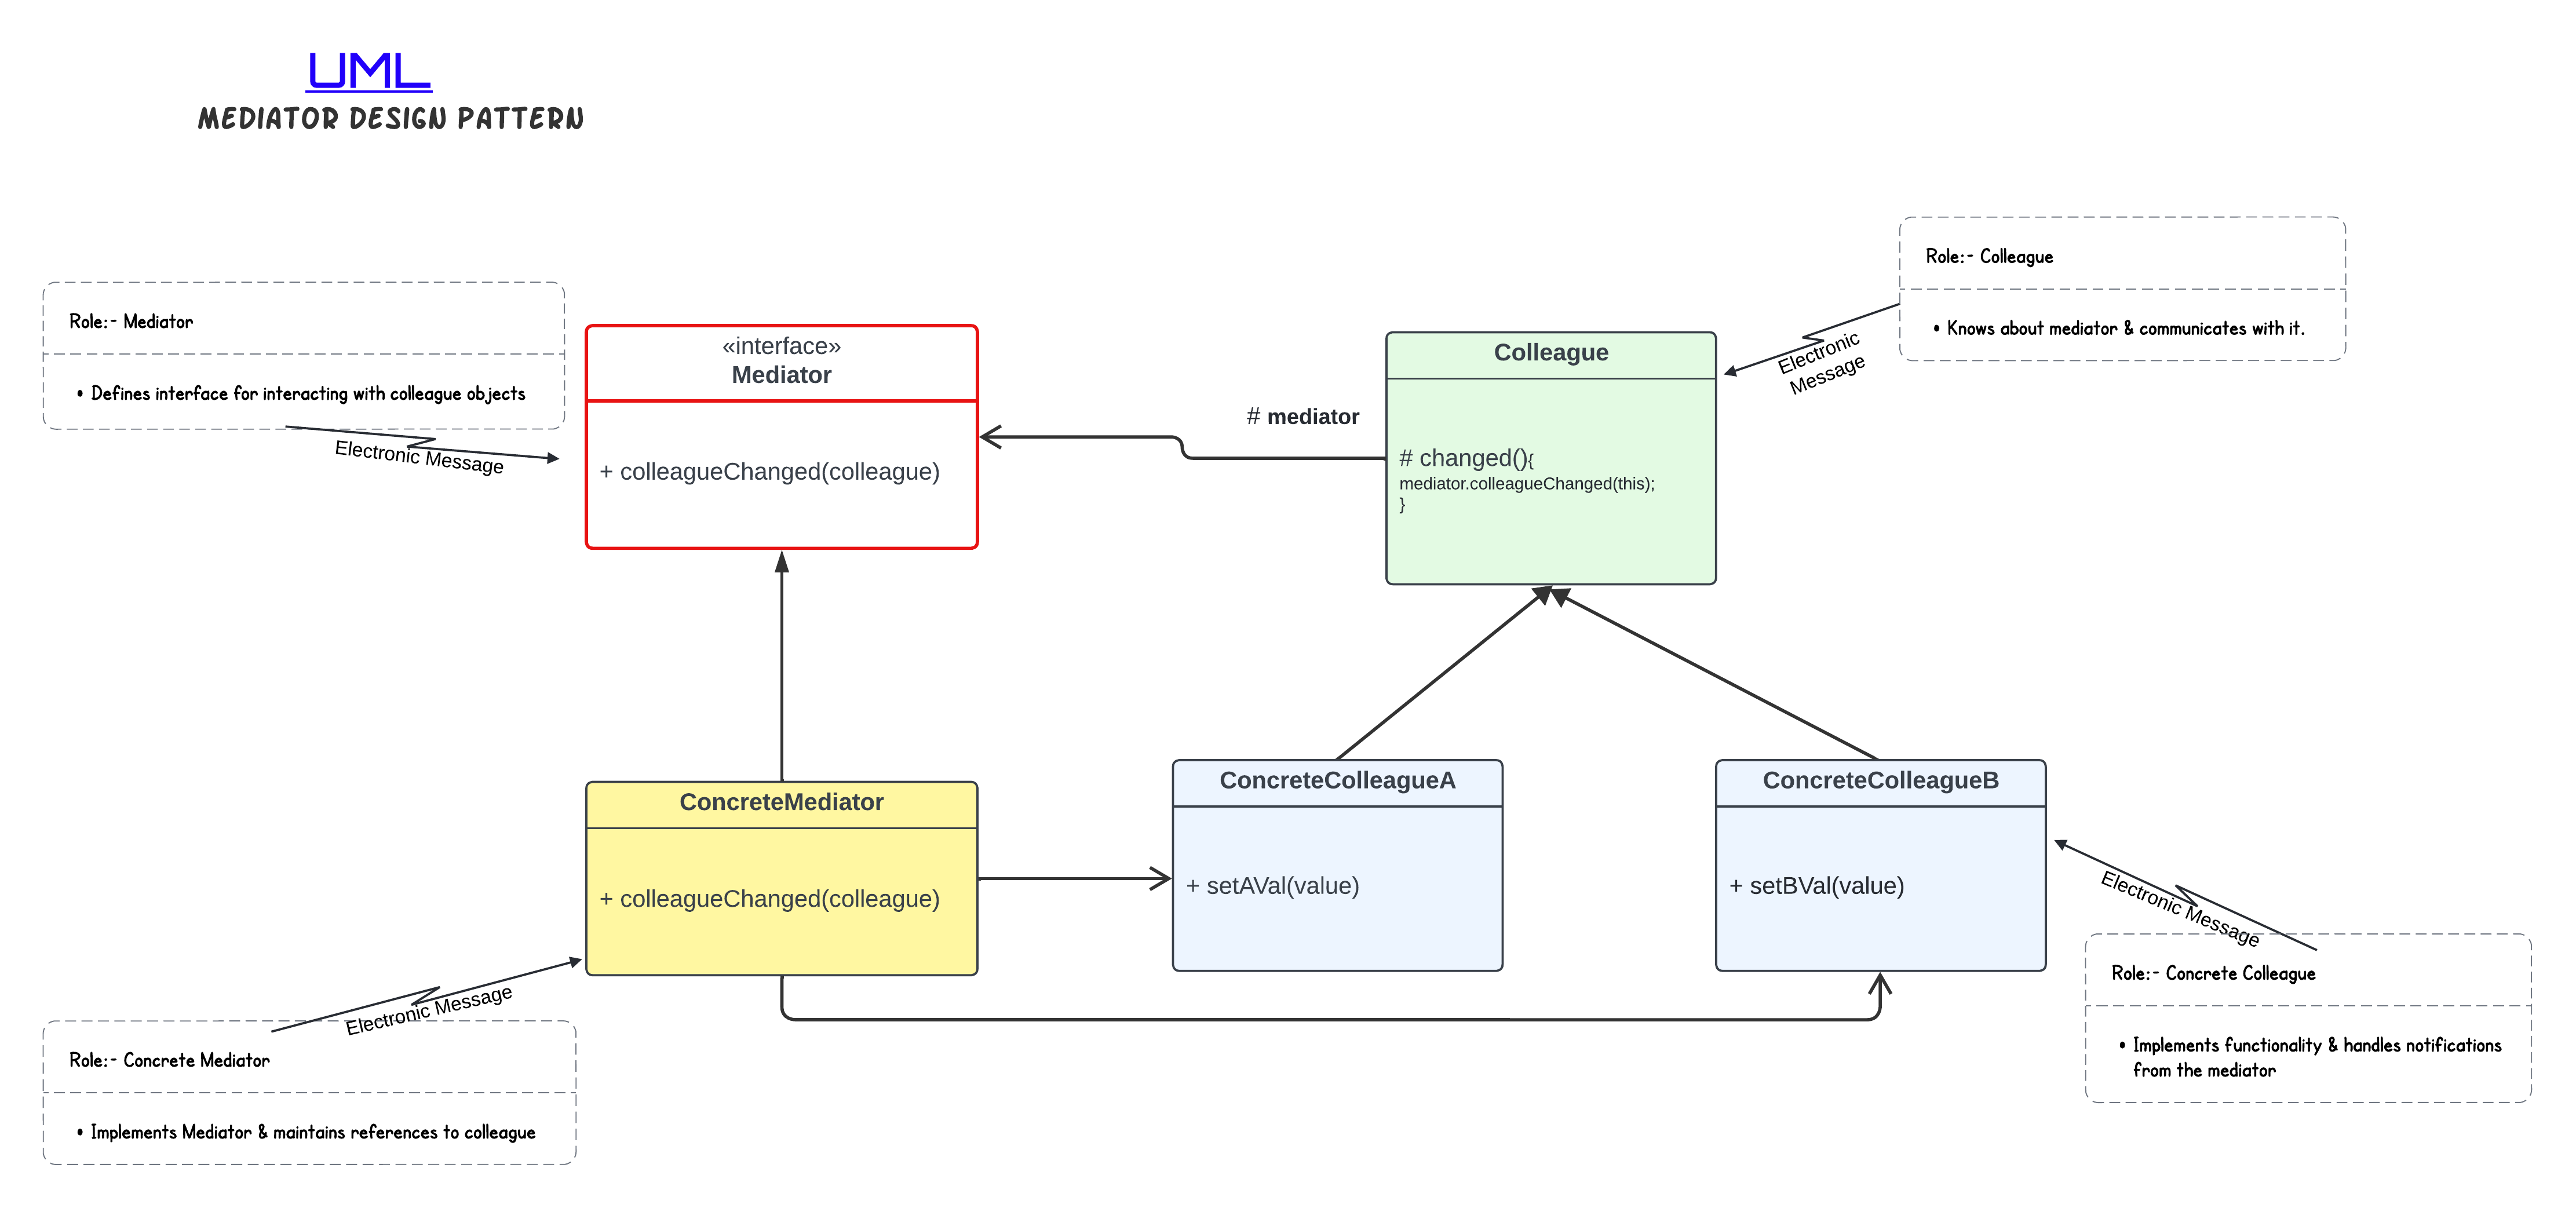 UML
MEDIATOR DESIGN PATTERN
Role:- Mediator
• Defines interface for interacting with colleague objects
Electronic Message
«interface»
Mediator
+ colleagueChanged(colleague)
# mediator
Colleague
# changed(){
mediator.colleagueChanged(this);
}
Role:- Colleague
• Knows about mediator & communicates with it.
Electronic
Message
ConcreteMediator
+ colleagueChanged(colleague)
ConcreteColleagueA
+ setAVal(value)
ConcreteColleagueB
+ setBVal(value)
Electronic Message
Role:- Concrete Mediator
• Implements Mediator & maintains references to colleague
Electronic Message
Role:- Concrete Colleague
• Implements functionality & handles notifications
from the mediator